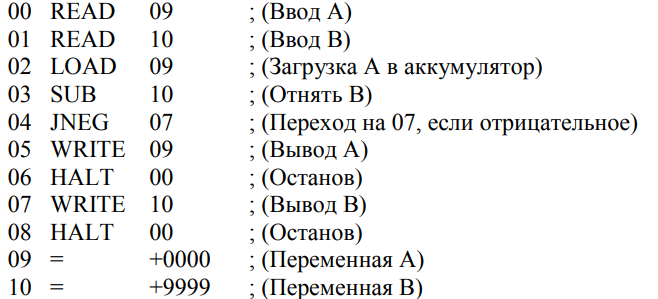 00 READ 09 ; (Ввод A)
01 READ 10 ; (Ввод B)
02 LOAD 09 ; (Загрузка A в аккумулятор)
03 SUB 10 ; (Отнять B)
04 JNEG 07 ; (Переход на 07, если отрицательное)
05 WRITE 09 ; (Вывод A)
06 HALT 00 ; (Останов)
07 WRITE 10 ; (Вывод B)
08 HALT 00 ; (Останов)
09 = +0000 ; (Переменная A)
10 = +9999 ; (Переменная B)